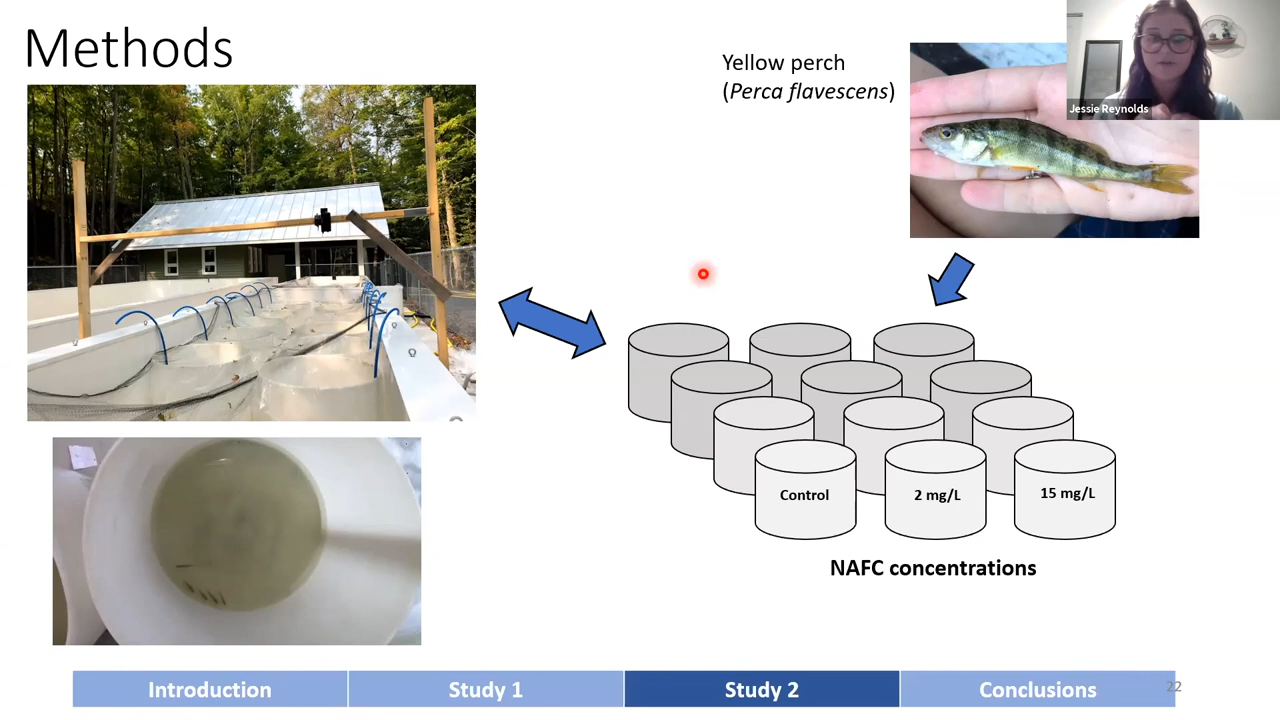 Methods
Yellow perch
(Perca flavescens)
Jessie Reynolds
Control
2 mg/L
15 mg/L
NAFC concentrations
Introduction
Study 1
Study 2
Conclusions
22